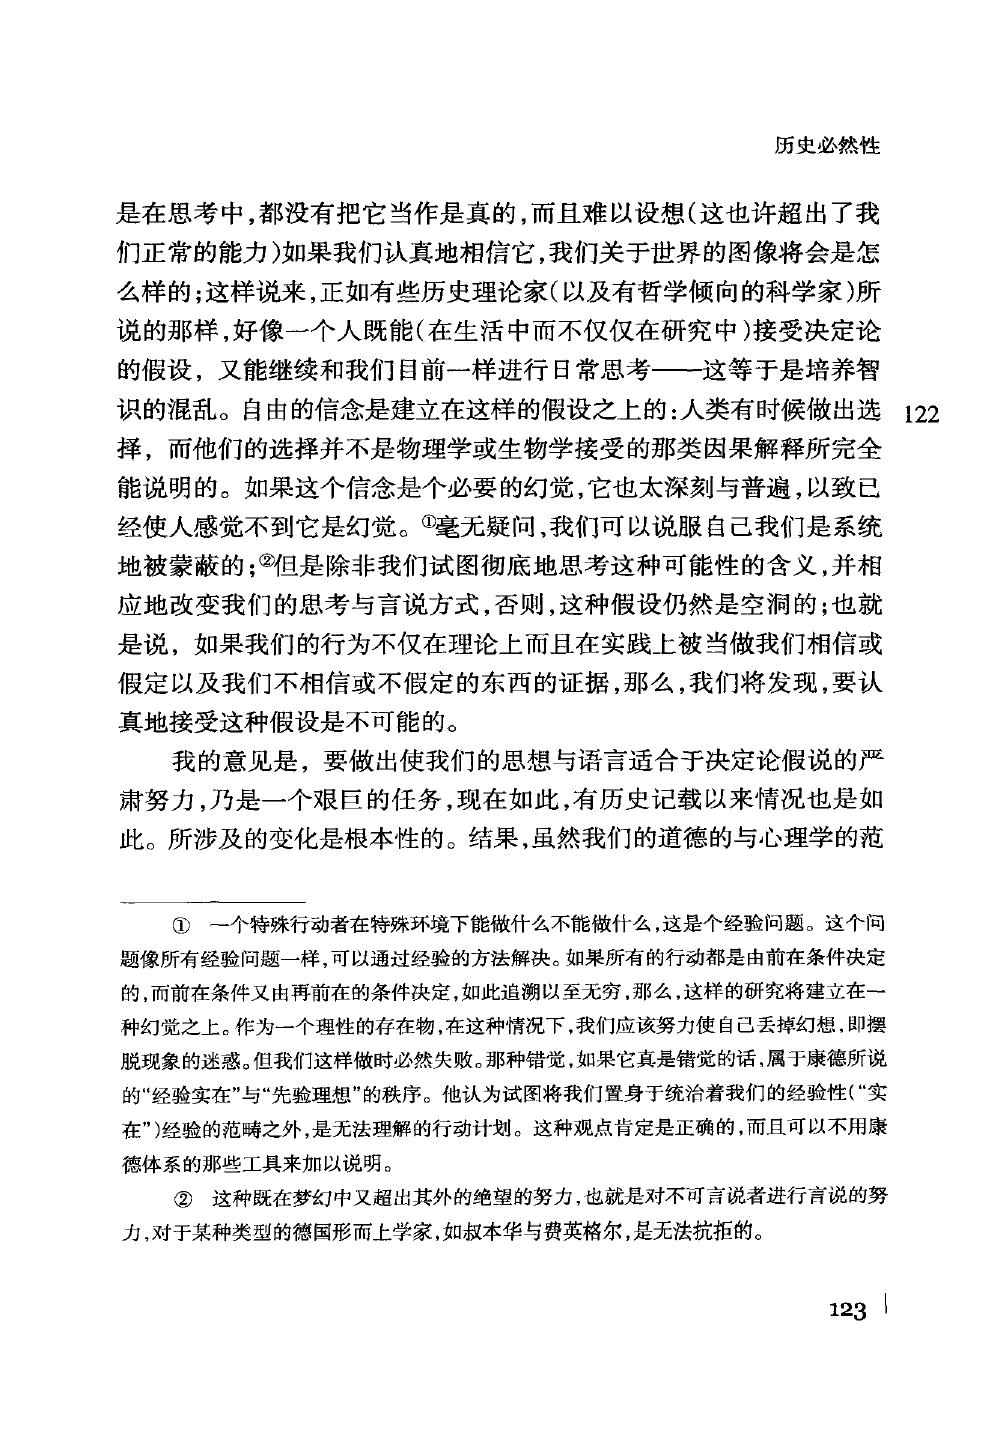 历史必然性
是在思考中,都没有把它当作是真的,而且难以设想(这也许超出了我
们正常的能力)如果我们认真地相信它,我们关于世界的图像将会是怎
么样的;这样说来,正如有些历史理论家(以及有哲学倾向的科学家)所
说的那样,好像一个人既能(在生活中而不仅仅在研究中)接受决定论
的假设，又能继续和我们目前一样进行日常思考——这等于是培养智
识的混乱。自由的信念是建立在这样的假设之上的:人类有时候做出选 122
择，而他们的选择并不是物理学或生物学接受的那类因果解释所完全
能说明的。如果这个信念是个必要的幻觉,它也太深刻与普遍,以致已
经使人感觉不到它是幻觉。①毫无疑问,我们可以说服自己我们是系统
地被蒙蔽的;②但是除非我们试图彻底地思考这种可能性的含义,并相
应地改变我们的思考与言说方式,否则,这种假设仍然是空洞的;也就
是说，如果我们的行为不仅在理论上而且在实践上被当做我们相信或
假定以及我们不相信或不假定的东西的证据,那么,我们将发现,要认
真地接受这种假设是不可能的。
我的意见是，要做出使我们的思想与语言适合于决定论假说的严
肃努力,乃是一个艰巨的任务,现在如此,有历史记载以来情况也是如
此。所涉及的变化是根本性的。结果,虽然我们的道德的与心理学的范
① 一个特殊行动者在特殊环境下能做什么不能做什么,这是个经验问题。这个问
题像所有经验问题一样,可以通过经验的方法解决。如果所有的行动都是由前在条件决定
的,而前在条件又由再前在的条件决定,如此追溯以至无穷,那么,这样的研究将建立在一
种幻觉之上。作为一个理性的存在物,在这种情况下,我们应该努力使自己丢掉幻想,即摆
脱现象的迷惑。但我们这样做时必然失败。那种错觉,如果它真是错觉的话,属于康德所说
的“经验实在”与“先验理想”的秩序。他认为试图将我们置身于统治着我们的经验性(“实
在”)经验的范畴之外,是无法理解的行动计划。这种观点肯定是正确的,而且可以不用康
德体系的那些工具来加以说明。
② 这种既在梦幻中又超出其外的绝望的努力,也就是对不可言说者进行言说的努
力,对于某种类型的德国形而上学家,如叔本华与费英格尔,是无法抗拒的。
123